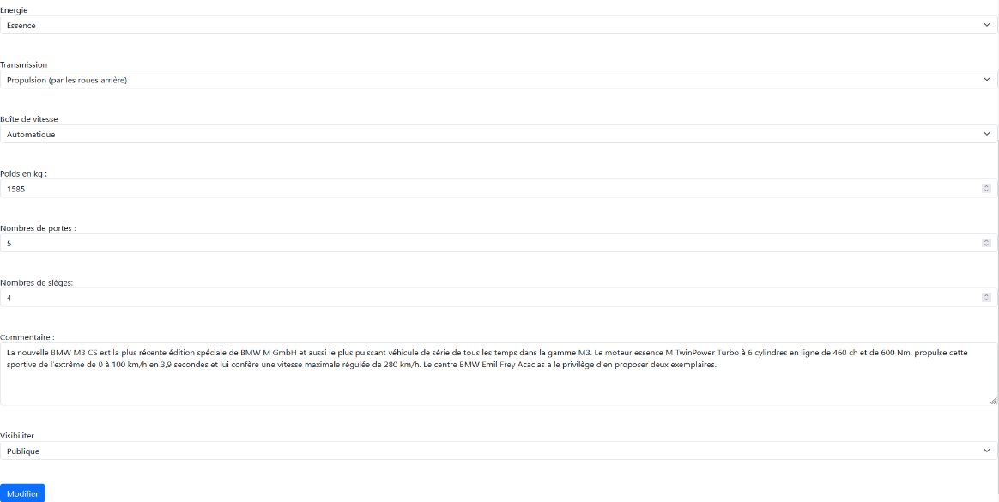 Energie
Essence
Transmission
Propulsion (par les roues arrière)
Boîte de vitesse
Automatique
Poids en kg :
1585
Nombres de portes :
5
Nombres de sièges:
4
Commentaire :
La nouvelle BMW M3 CS est la plus récente édition spéciale de BMW M GmbH et aussi le plus puissant véhicule de série de tous les temps dans la gamme M3. Le moteur essence M TwinPower Turbo à 6 cylindres en ligne de 460 ch et de 600 Nm, propulse cette
sportive de l'extrême de 0 à 100 km/h en 3,9 secondes et lui confère une vitesse maximale régulée de 280 km/h. Le centre BMW Emil Frey Acacias a le privilège d'en proposer deux exemplaires.
Visibiliter
Publique
Modifier